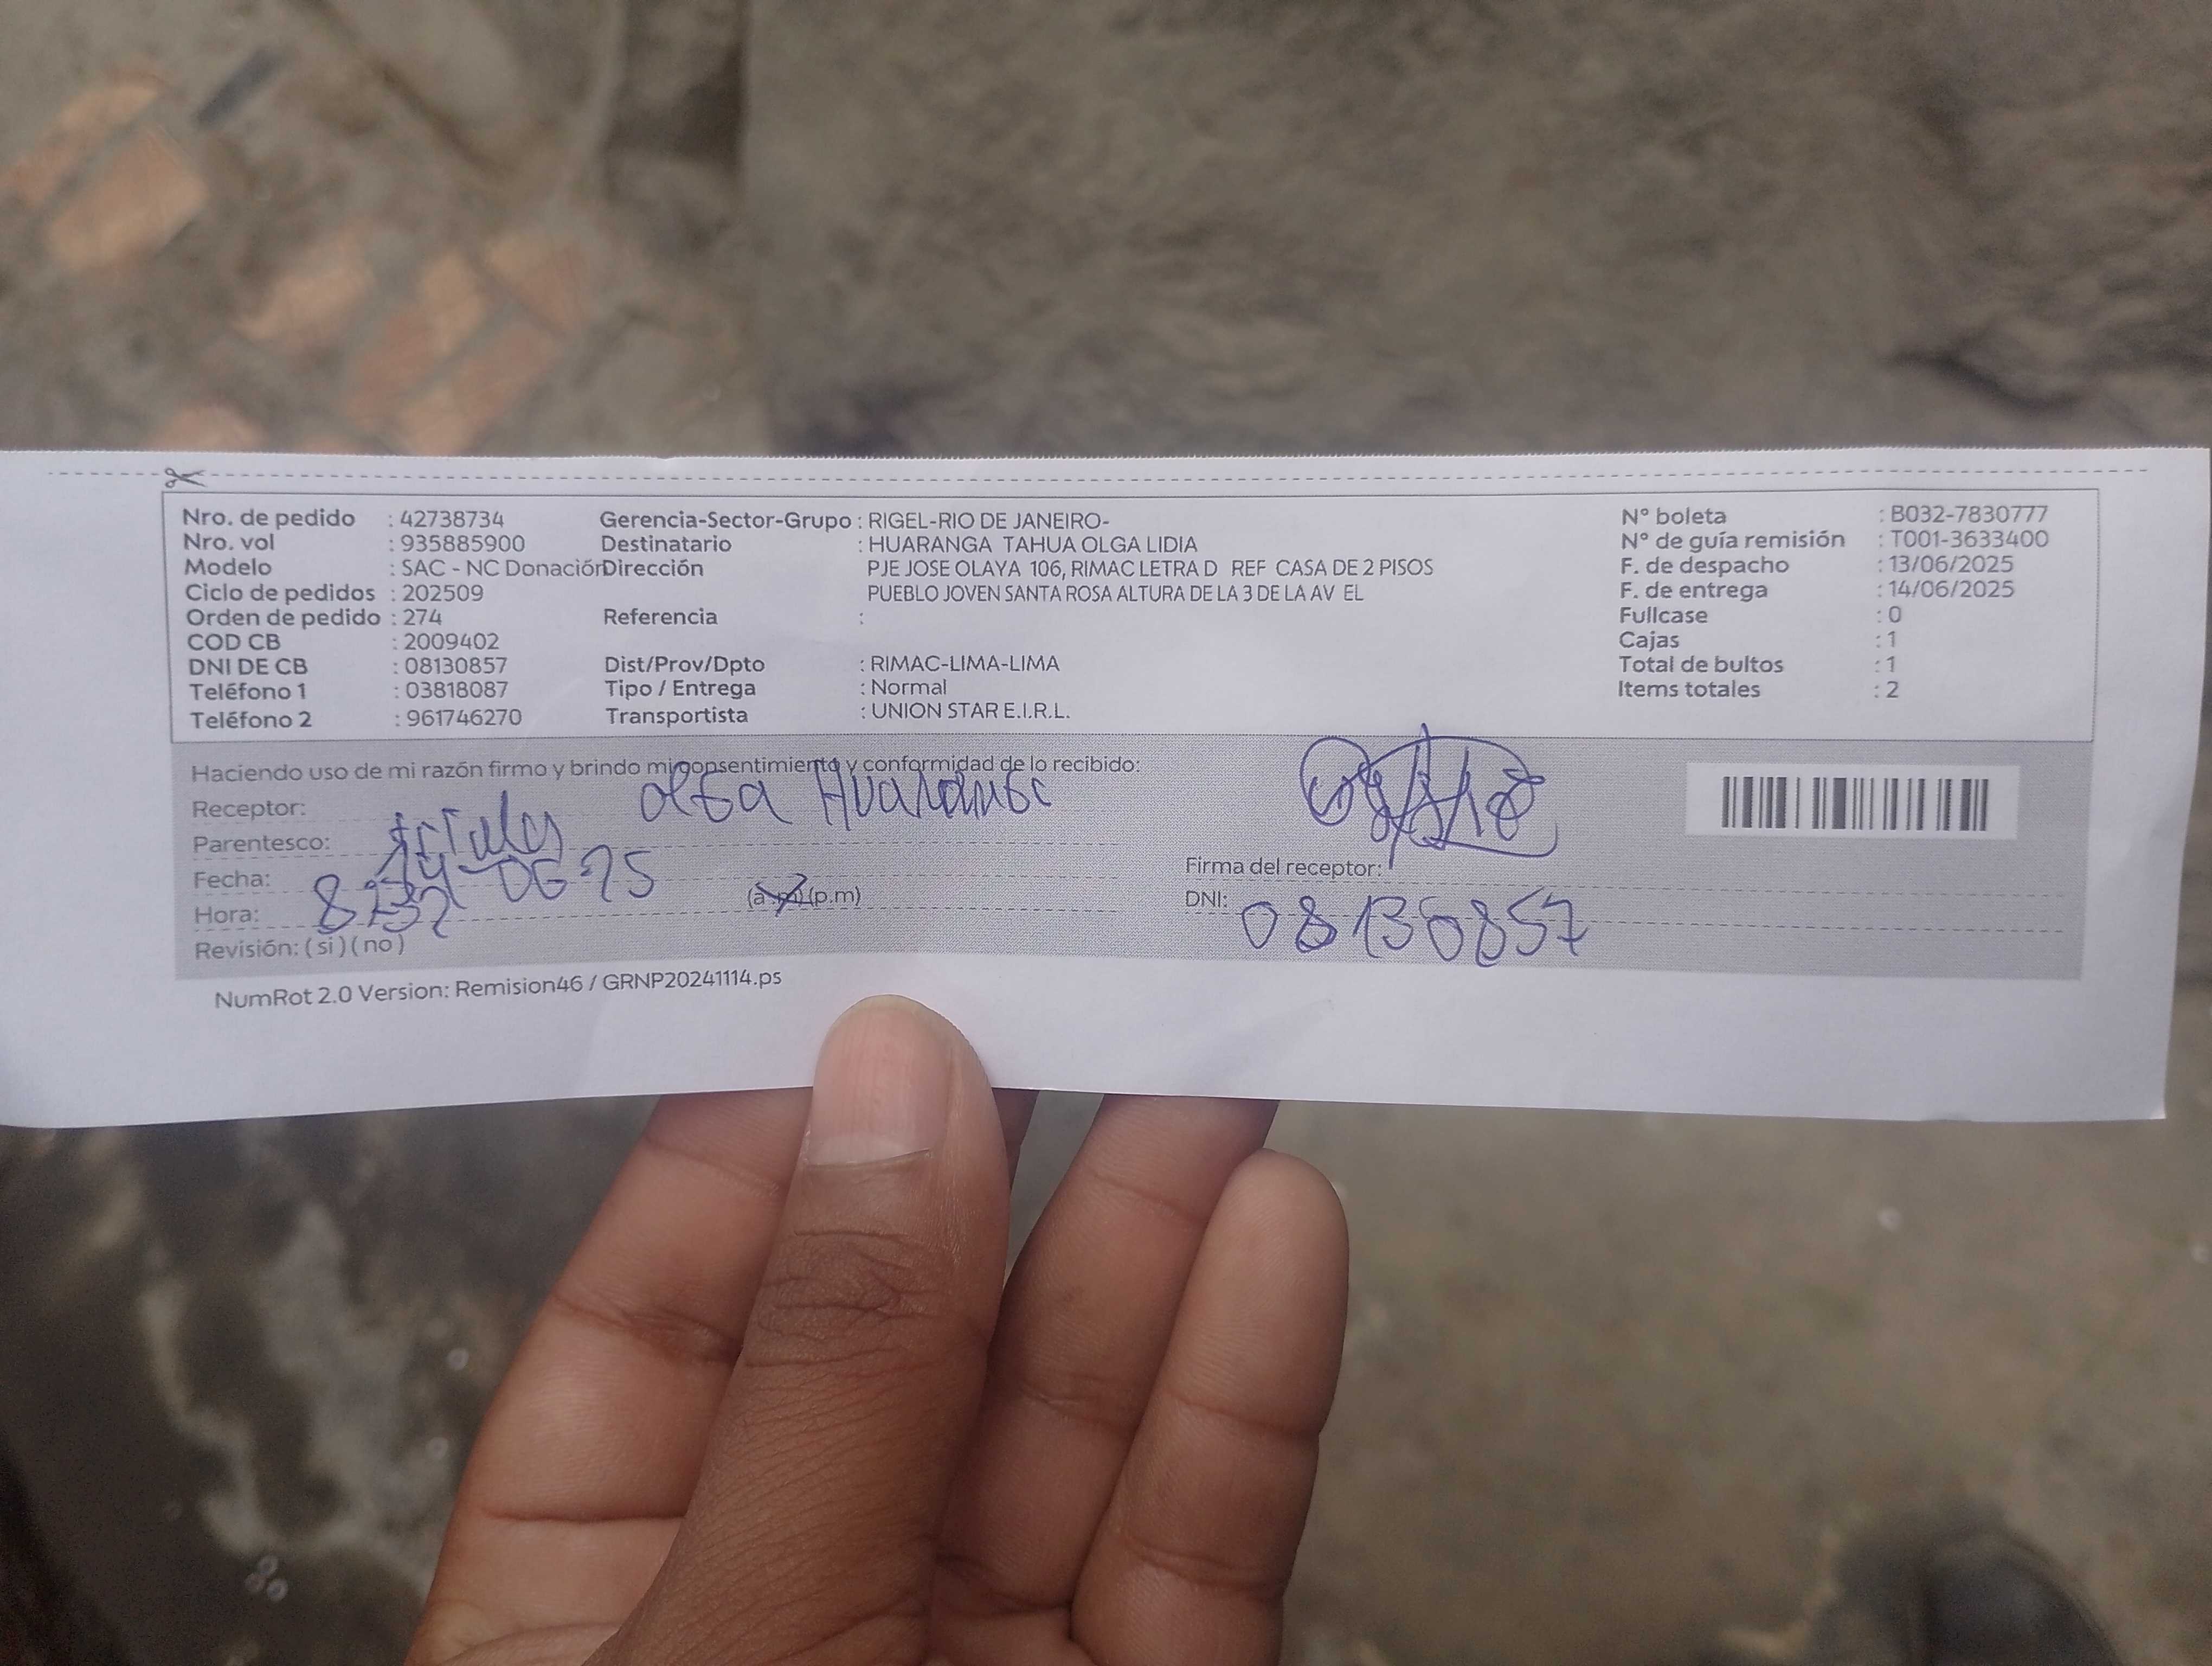 Nro. de pedido : 42738734 Gerencia-Sector-Grupo : RIGEL-RIO DE JANEIRO- N° boleta : B032-7830777
Nro. vol : 935885900 Destinatario : HUARANGA TAHUA OLGA LIDIA N° de guía remisión : T001-3633400
Modelo : SAC - NC Donación Dirección PJE JOSE OLAYA 106, RIMAC LETRA D REF CASA DE 2 PISOS F. de despacho : 13/06/2025
Ciclo de pedidos : 202509 PUEBLO JOVEN SANTA ROSA ALTURA DE LA 3 DE LA AV EL F. de entrega : 14/06/2025
Orden de pedido : 274 Referencia : Fullcase : 0
COD CB : 2009402 Cajas : 1
DNI DE CB : 08130857 Dist/Prov/Dpto : RIMAC-LIMA-LIMA Total de bultos : 1
Teléfono 1 : 03818087 Tipo / Entrega : Normal Items totales : 2
Teléfono 2 : 961746270 Transportista : UNION STAR E.I.R.L.
Haciendo uso de mi razón firmo y brindo mi consentimiento y conformidad de lo recibido:
Receptor: Olga
Parentesco:
Fecha: 14-06-25 Firma del receptor:
Hora: (a.m) (p.m) DNI: 08130857
Revisión: ( si ) ( no )
NumRot 2.0 Version: Remision46 / GRNP20241114.ps